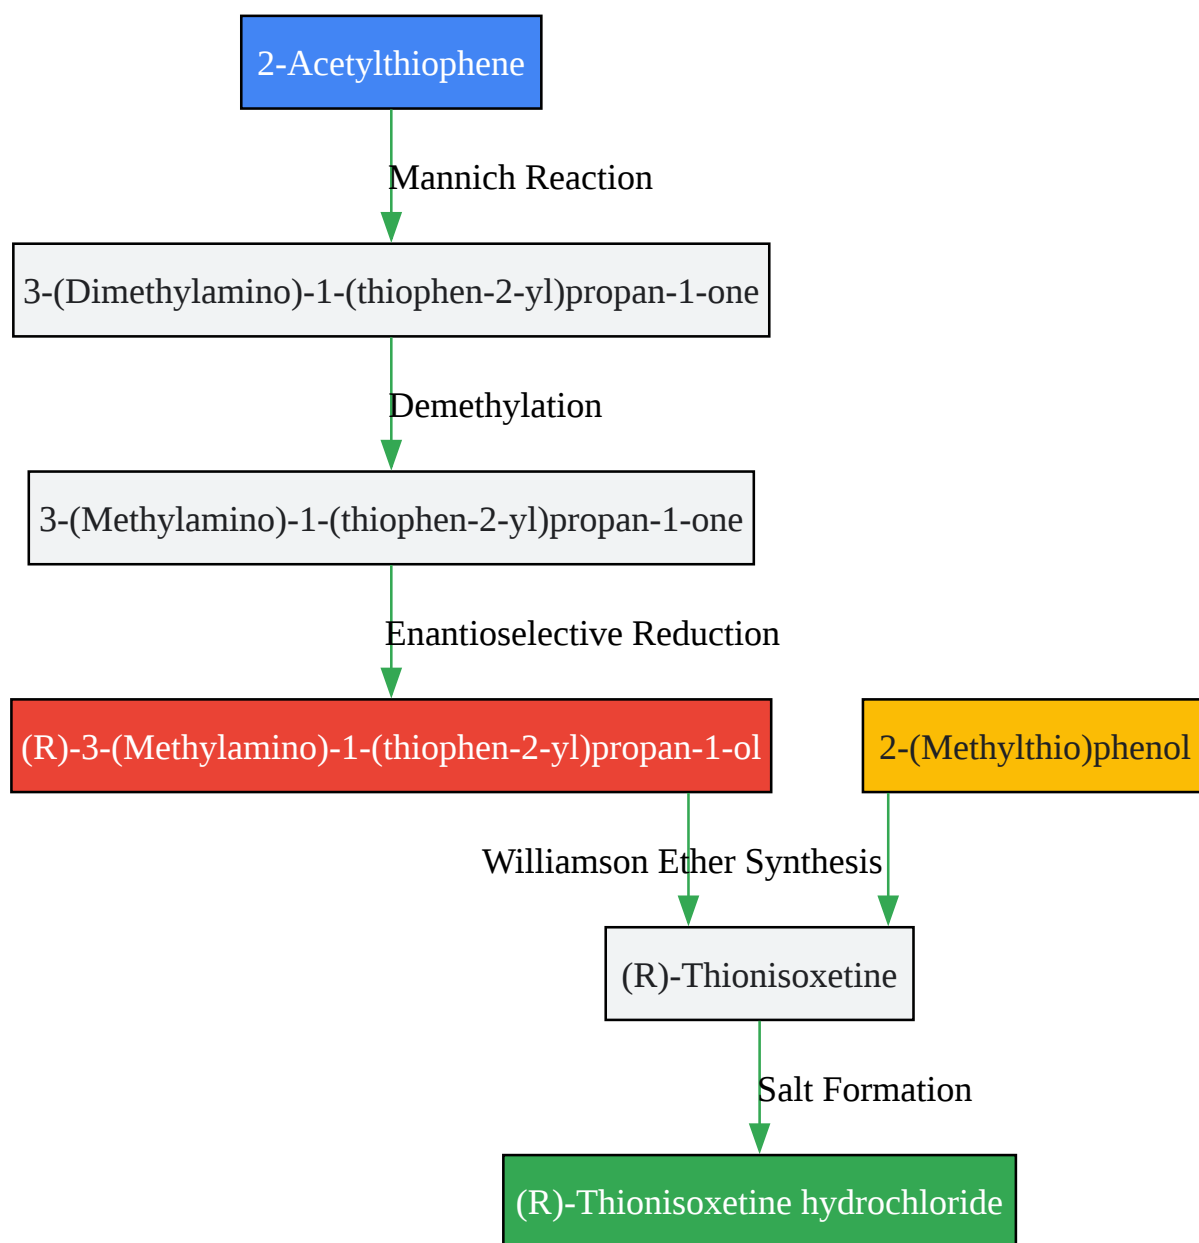 2-Acetylthiophene
Mannich Reaction
3-(Dimethylamino)-1-(thiophen-2-yl)propan-1-one
Demethylation
3-(Methylamino)-1-(thiophen-2-yl)propan-1-one
Enantioselective Reduction
(R)-3-(Methylamino)-1-(thiophen-2-yl)propan-1-ol
2-(Methylthio)phenol
Williamson Ether Synthesis
(R)-Thionisoxetine
Salt Formation
(R)-Thionisoxetine hydrochloride